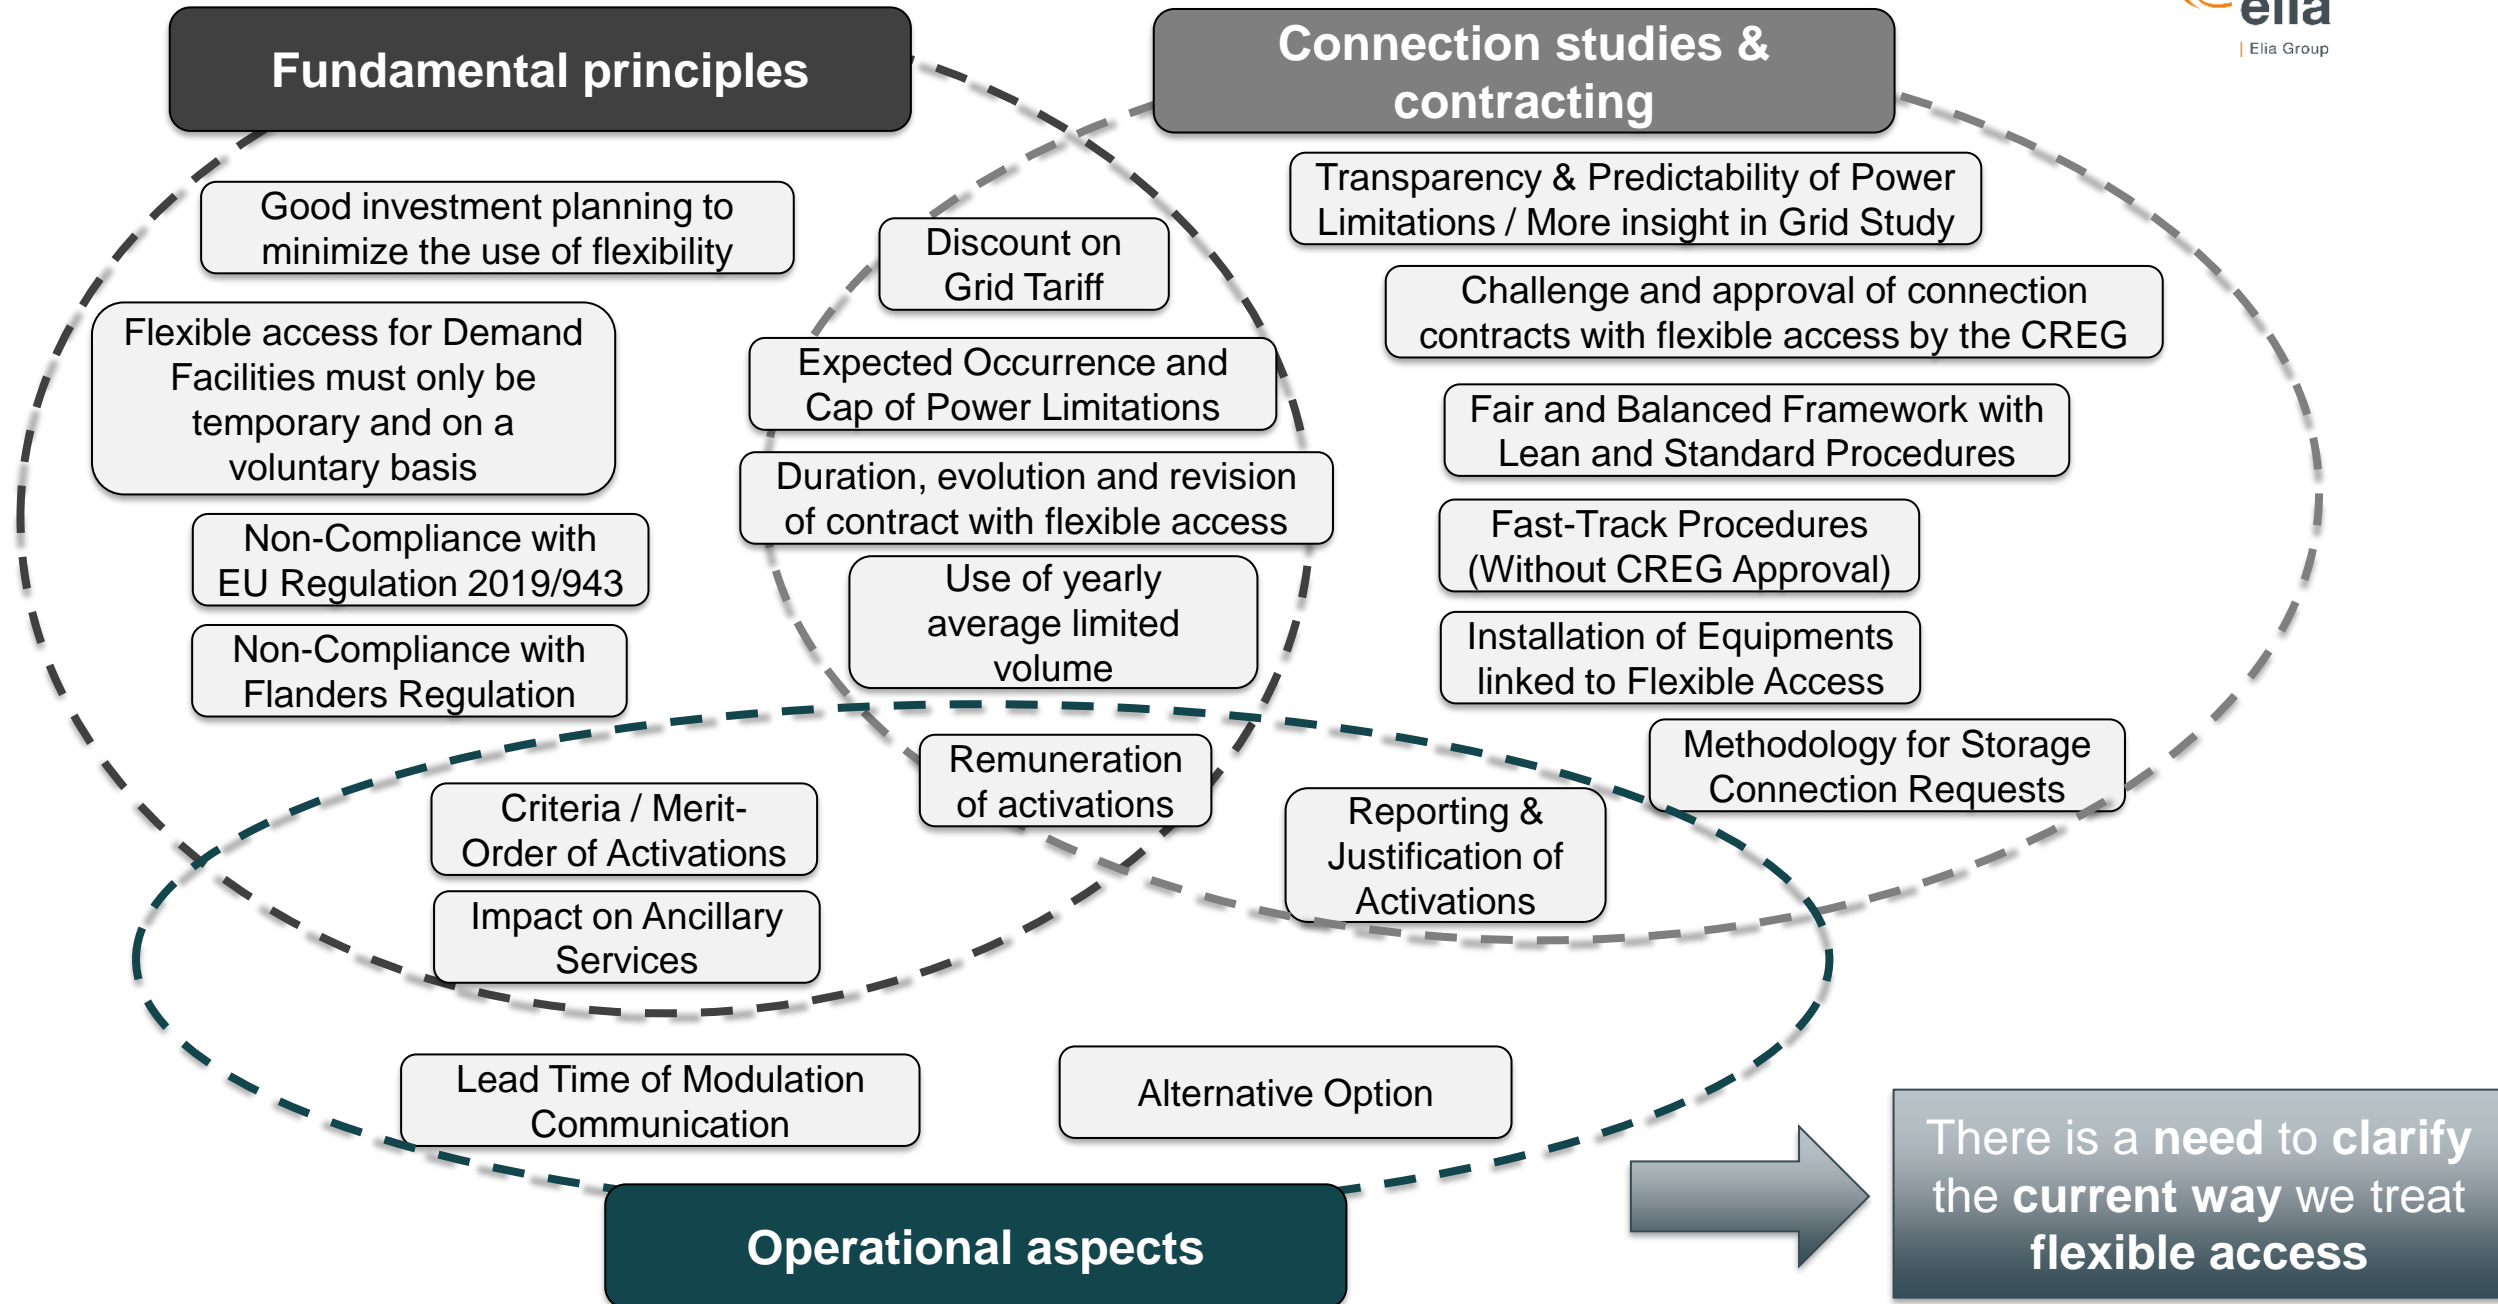 elia
| Elia Group
Fundamental principles
Connection studies &
contracting
Good investment planning to
minimize the use of flexibility
Flexible access for Demand
Facilities must only be
temporary and on a
voluntary basis
Non-Compliance with
EU Regulation 2019/943
Non-Compliance with
Flanders Regulation
Discount on
Grid Tariff
Expected Occurrence and
Cap of Power Limitations
Duration, evolution and revision
of contract with flexible access
Use of yearly
average limited
volume
Remuneration
of activations
Transparency & Predictability of Power
Limitations / More insight in Grid Study
Challenge and approval of connection
contracts with flexible access by the CREG
Fair and Balanced Framework with
Lean and Standard Procedures
Fast-Track Procedures
(Without CREG Approval)
Installation of Equipments
linked to Flexible Access
Methodology for Storage
Connection Requests
Reporting &
Justification of
Activations
Criteria / Merit-
Order of Activations
Impact on Ancillary
Services
Lead Time of Modulation
Communication
Alternative Option
Operational aspects
There is a need to clarify
the current way we treat
flexible access